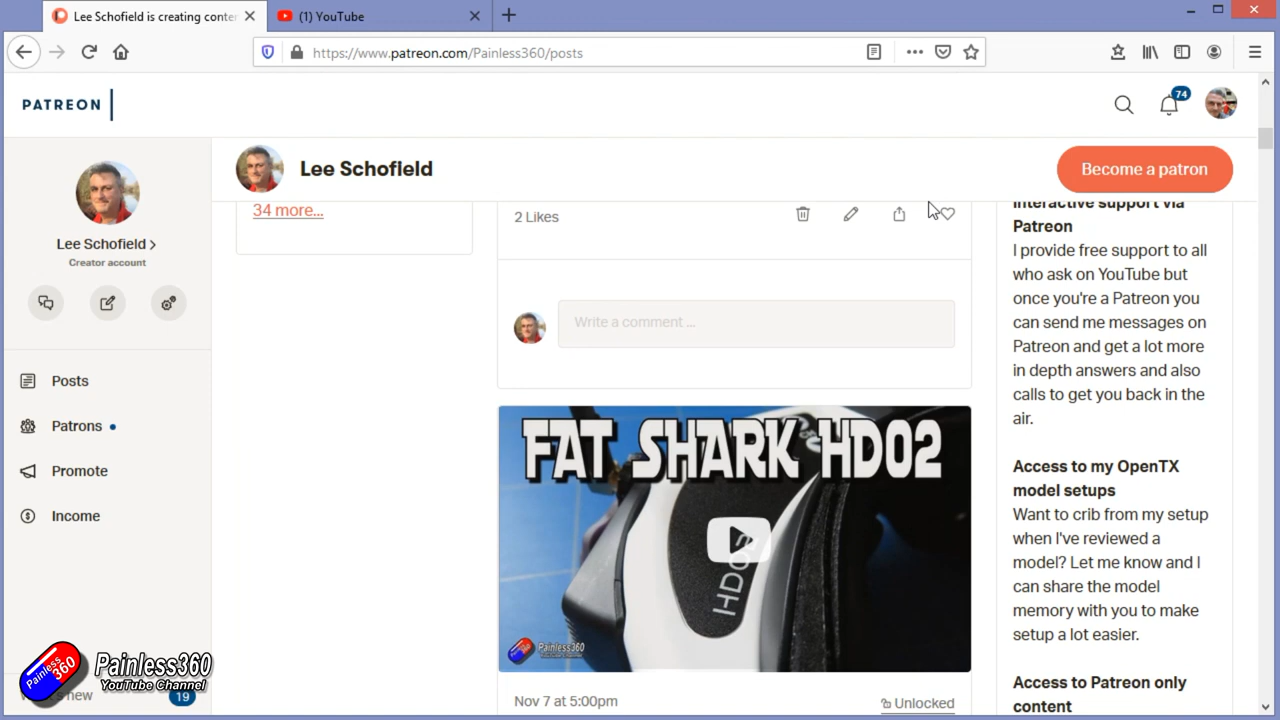 Lee Schofield is creating conte
(1) YouTube
https://www.patreon.com/Painless360/posts
PATREON
74
Lee Schofield
Creator account
Posts
Patrons
Promote
Income
19
Painless360
YouTube Channel
Painless 360
Lee Schofield
Become a patron
34 more...
2 Likes
Write a comment ...
FAT SHARK HDO2
HDO2
Painless360
Nov 7 at 5:00pm
Unlocked
Interactive support via
Patreon
I provide free support to all
who ask on YouTube but
once you're a Patreon you
can send me messages on
Patreon and get a lot more
in depth answers and also
calls to get you back in the
air.
Access to my OpenTX
model setups
Want to crib from my setup
when I've reviewed a
model? Let me know and I
can share the model
memory with you to make
setup a lot easier.
Access to Patreon only
content